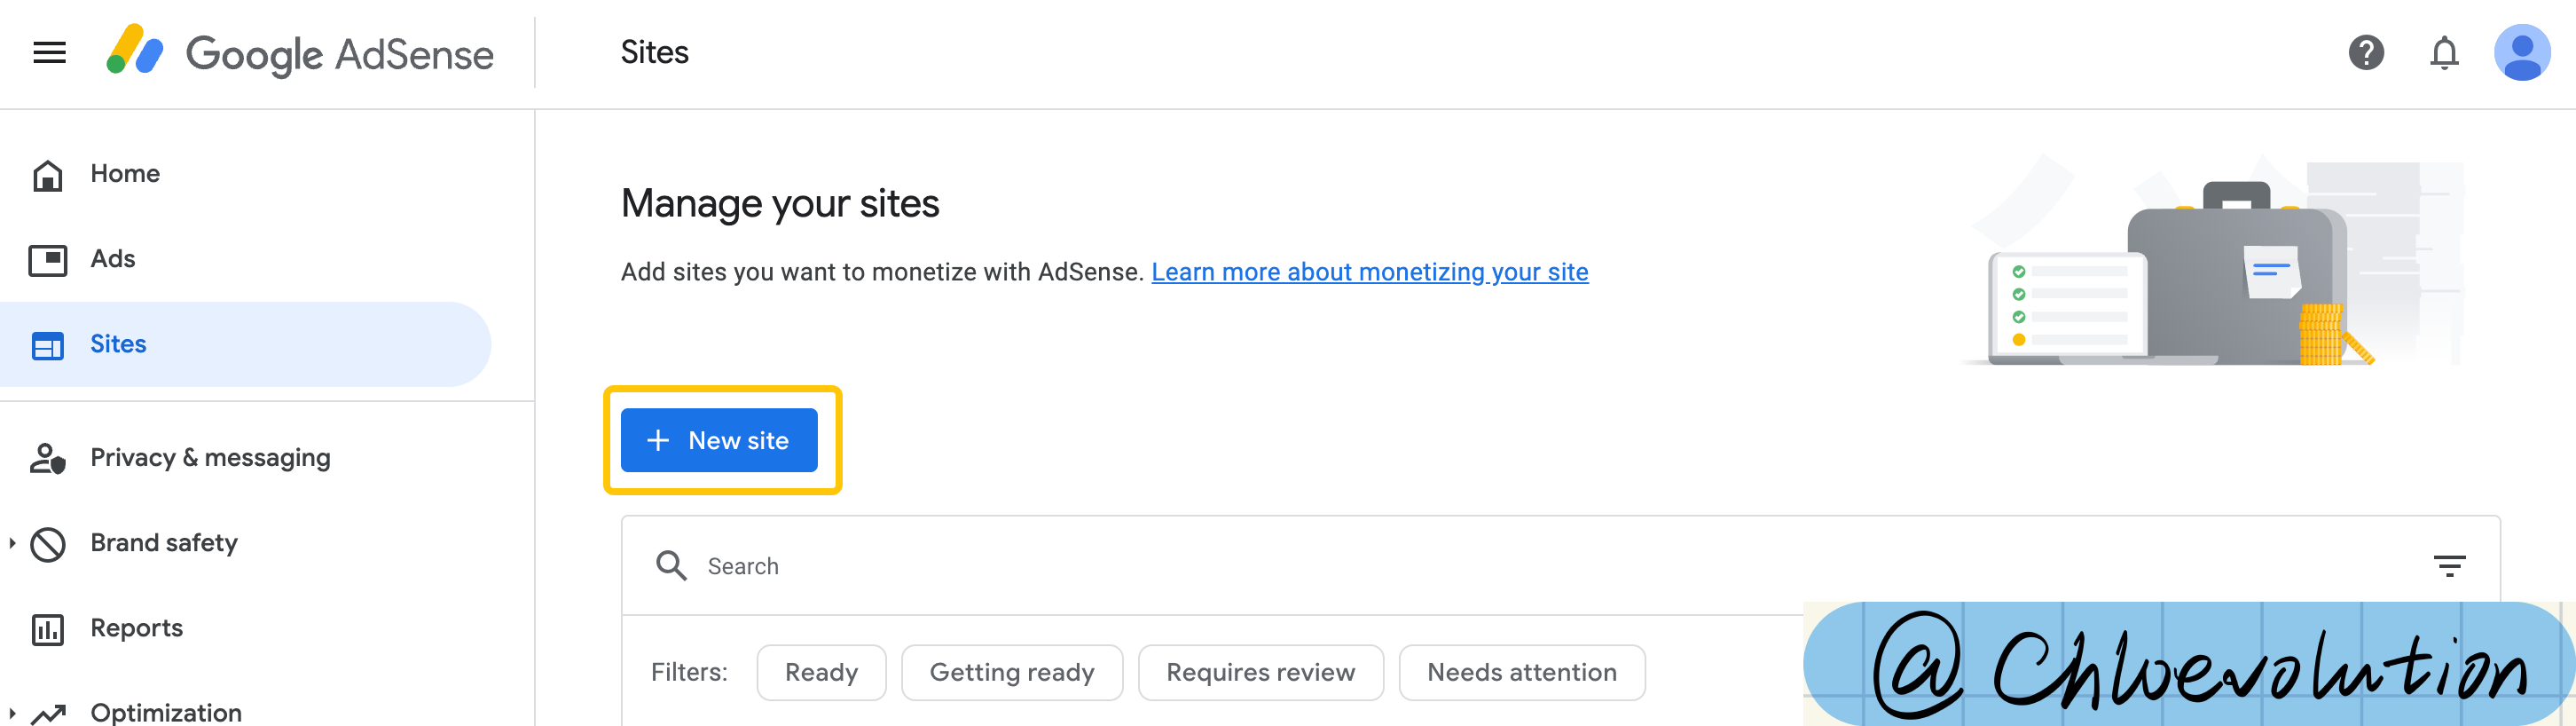 Google AdSense
Sites
Home
Ads
Sites
Privacy & messaging
Brand safety
Reports
Optimization
Manage your sites
Add sites you want to monetize with AdSense. Learn more about monetizing your site
+ New site
Search
Filters: Ready Getting ready Requires review Needs attention
@Chloevolution